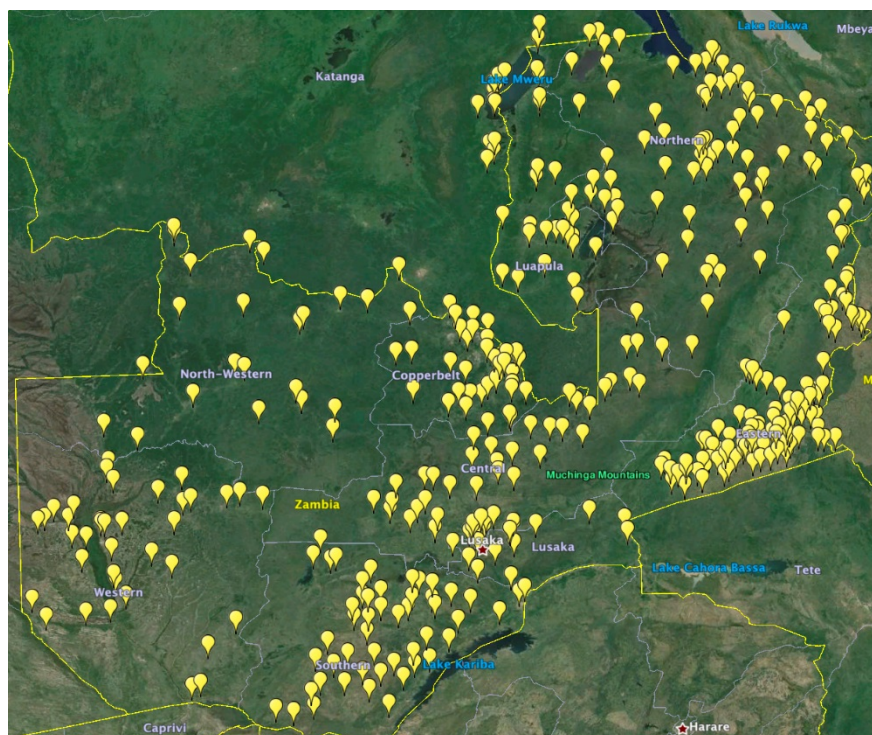 Lake Rukwa
Mbeya
Katanga
Lake Mweru
Northern
Luapula
North-Western
Copperbelt
Eastern
Central
Muchinga Mountains
Zambia
Lusaka
Lusaka
Lake Cabora Bassa
Tete
Western
Southern
Lake Kariba
Caprivi
Harare
M